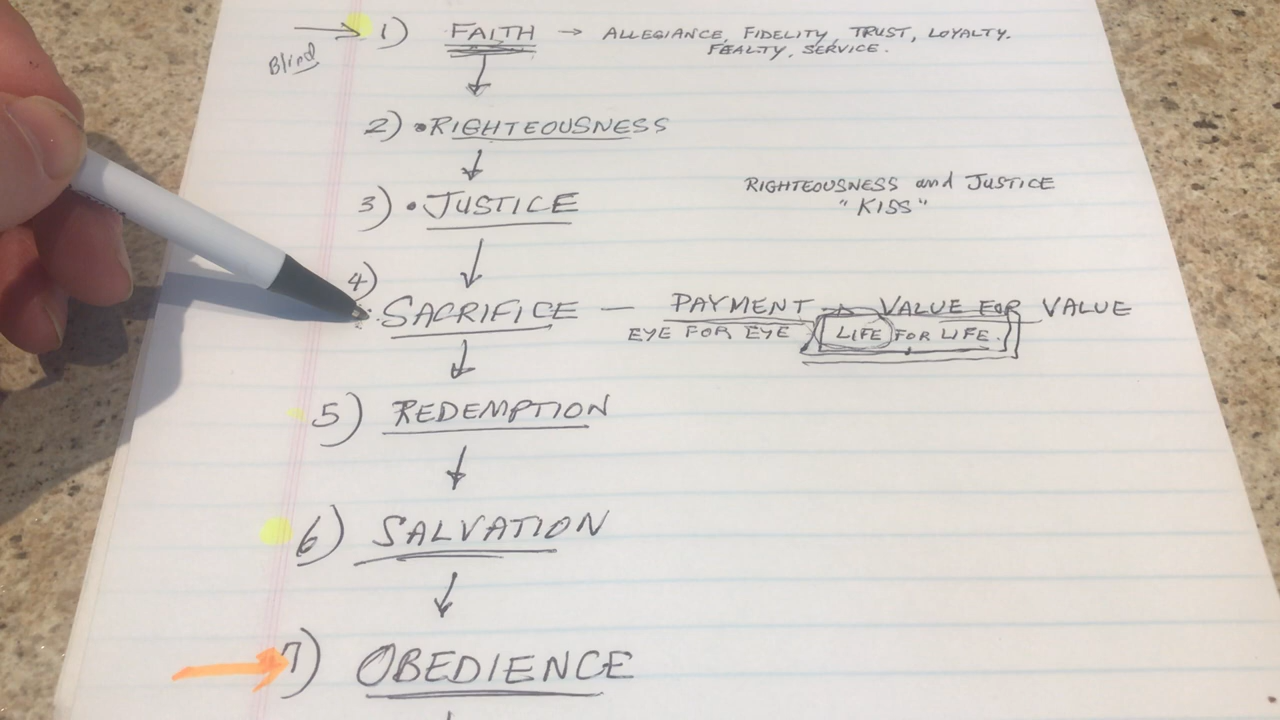 1) FAITH → ALLEGIANCE, FIDELITY, TRUST, LOYALTY.
FEALTY, SERVICE.
Blind
2) • RIGHTEOUSNESS
3) • JUSTICE
RIGHTEOUSNESS and JUSTICE
"KISS"
4)
SACRIFICE — PAYMENT VALUE FOR VALUE
EYE FOR EYE LIFE FOR LIFE.
5) REDEMPTION
6) SALVATION
7) OBEDIENCE